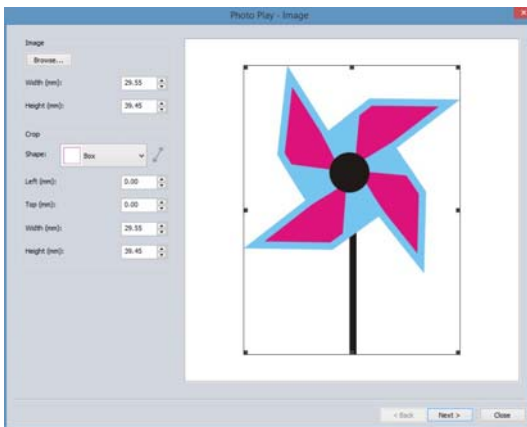 Photo Play - Image
Image
Browse...
Width (mm): 29.55
Height (mm): 39.45
Crop
Shape: Box
Left (mm): 0.00
Top (mm): 0.00
Width (mm): 29.55
Height (mm): 39.45
< Back Next > Close